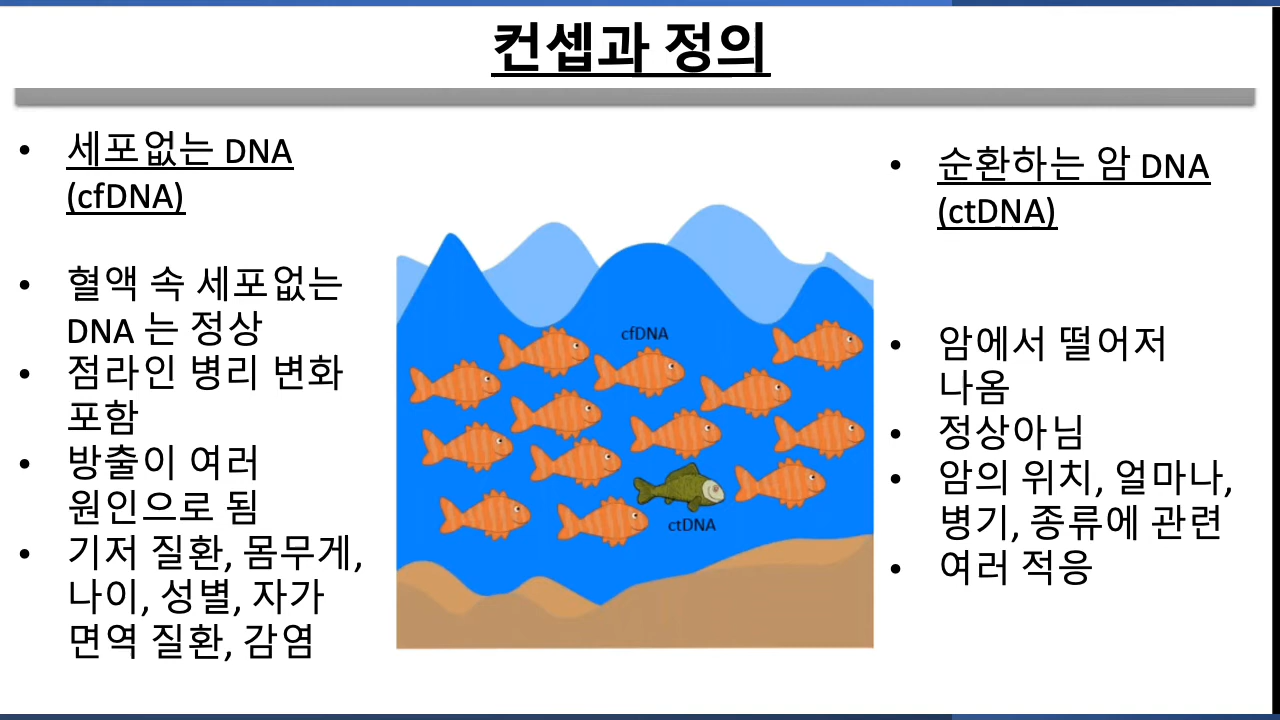 컨셉과 정의
• 세포없는 DNA
(cfDNA)
• 혈액 속 세포없는
DNA 는 정상
• 점라인 병리 변화
포함
• 방출이 여러
원인으로 됨
• 기저 질환, 몸무게,
나이, 성별, 자가
면역 질환, 감염
cfDNA
ctDNA
• 순환하는 암 DNA
(ctDNA)
• 암에서 떨어저
나옴
• 정상아님
• 암의 위치, 얼마나,
병기, 종류에 관련
• 여러 적응